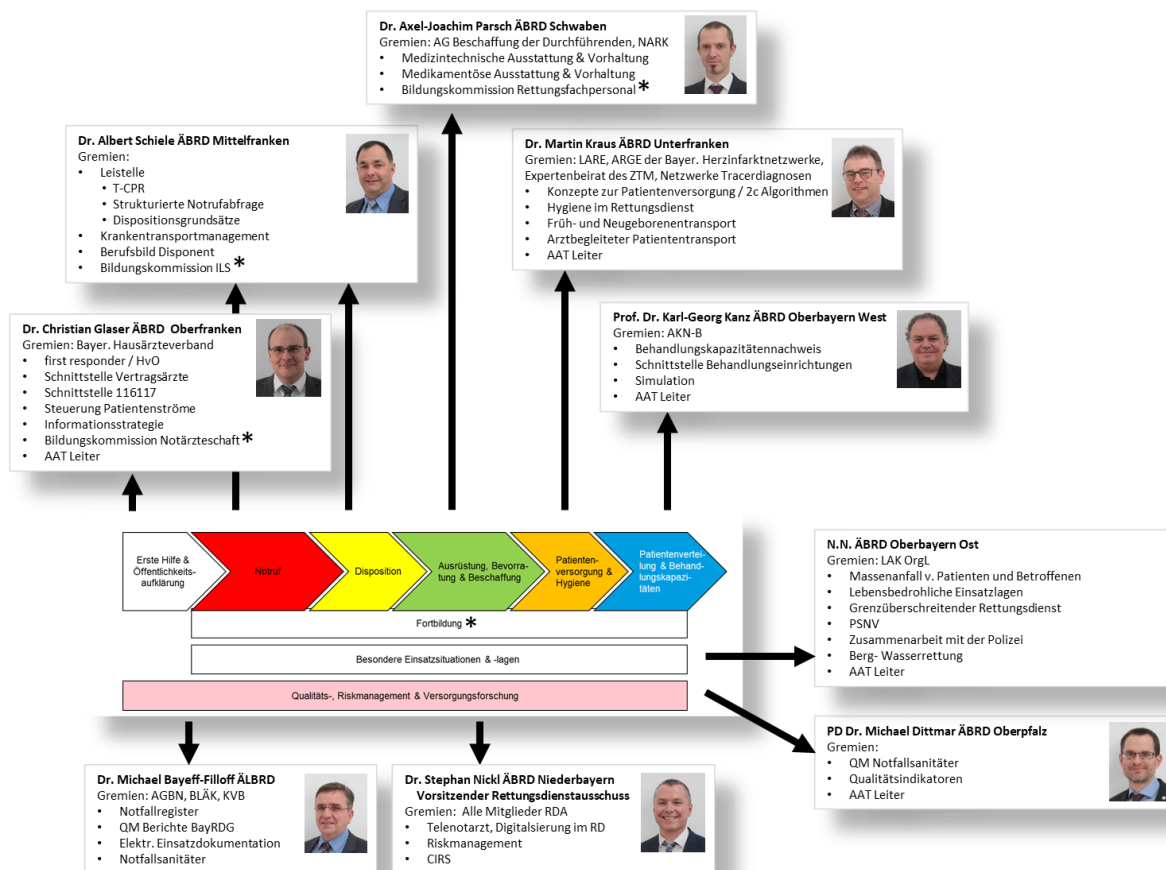 Dr. Axel-Joachim Parsch ÄBRD Schwaben
Gremien: AG Beschaffung der Durchführenden, NARK
• Medizintechnische Ausstattung & Vorhaltung
• Medikamentöse Ausstattung & Vorhaltung
• Bildungskommission Rettungsfachpersonal *
Dr. Albert Schiele ÄBRD Mittelfranken
Gremien:
• Leistelle
• T-CPR
• Strukturierte Notrufabfrage
• Dispositionsgrundsätze
• Krankentransportmanagement
• Berufsbild Disponent
• Bildungskommission ILS *
Dr. Martin Kraus ÄBRD Unterfranken
Gremien: LARE, ARGE der Bayer. Herzinfarktnetzwerke,
Expertenbeirat des ZTM, Netzwerke Tracerdiagnosen
• Konzepte zur Patientenversorgung / 2c Algorithmen
• Hygiene im Rettungsdienst
• Früh- und Neugeborenentransport
• Arztbegleiteter Patiententransport
• AAT Leiter
Dr. Christian Glaser ÄBRD Oberfranken
Gremien: Bayer. Hausärzteverband
• first responder / HvO
• Schnittstelle Vertragsärzte
• Schnittstelle 116117
• Steuerung Patientenströme
• Informationsstrategie
• Bildungskommission Notärzteschaft *
• AAT Leiter
Prof. Dr. Karl-Georg Kanz ÄBRD Oberbayern West
Gremien: AKN-B
• Behandlungskapazitätennachweis
• Schnittstelle Behandlungseinrichtungen
• Simulation
• AAT Leiter
Erste Hilfe &
Öffentlichkeits-
aufklärung
Notruf
Disposition
Ausrüstung, Bevorra-
tung & Beschaffung
Patienten-
versorgung &
Hygiene
Patientenvertei-
lung & Behand-
lungskapazi-
täten
Fortbildung *
Besondere Einsatzsituationen & -lagen
Qualitäts-, Riskmanagement & Versorgungsforschung
N.N. ÄBRD Oberbayern Ost
Gremien: LAK OrgL
• Massenanfall v. Patienten und Betroffenen
• Lebensbedrohliche Einsatzlagen
• Grenzüberschreitender Rettungsdienst
• PSNV
• Zusammenarbeit mit der Polizei
• Berg- Wasserrettung
• AAT Leiter
PD Dr. Michael Dittmar ÄBRD Oberpfalz
Gremien:
• QM Notfallsanitäter
• Qualitätsindikatoren
• AAT Leiter
Dr. Michael Bayeff-Filloff ÄLBRD
Gremien: AGBN, BLÄK, KVB
• Notfallregister
• QM Berichte BayRDG
• Elektr. Einsatzdokumentation
• Notfallsanitäter
Dr. Stephan Nickl ÄBRD Niederbayern
Vorsitzender Rettungsdienstausschuss
Gremien: Alle Mitglieder RDA
• Telenotarzt, Digitalsierung im RD
• Riskmanagement
• CIRS